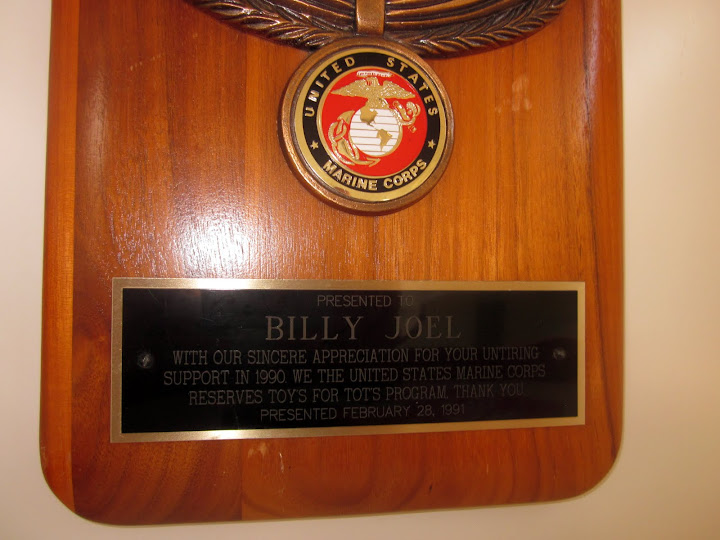 UNITED STATES
MARINE CORPS
PRESENTED TO
BILLY JOEL
WITH OUR SINCERE APPRECIATION FOR YOUR UNTIRING
SUPPORT IN 1990. WE THE UNITED STATES MARINE CORPS
RESERVES TOY'S FOR TOT'S PROGRAM, THANK YOU.
PRESENTED FEBRUARY 28, 1991